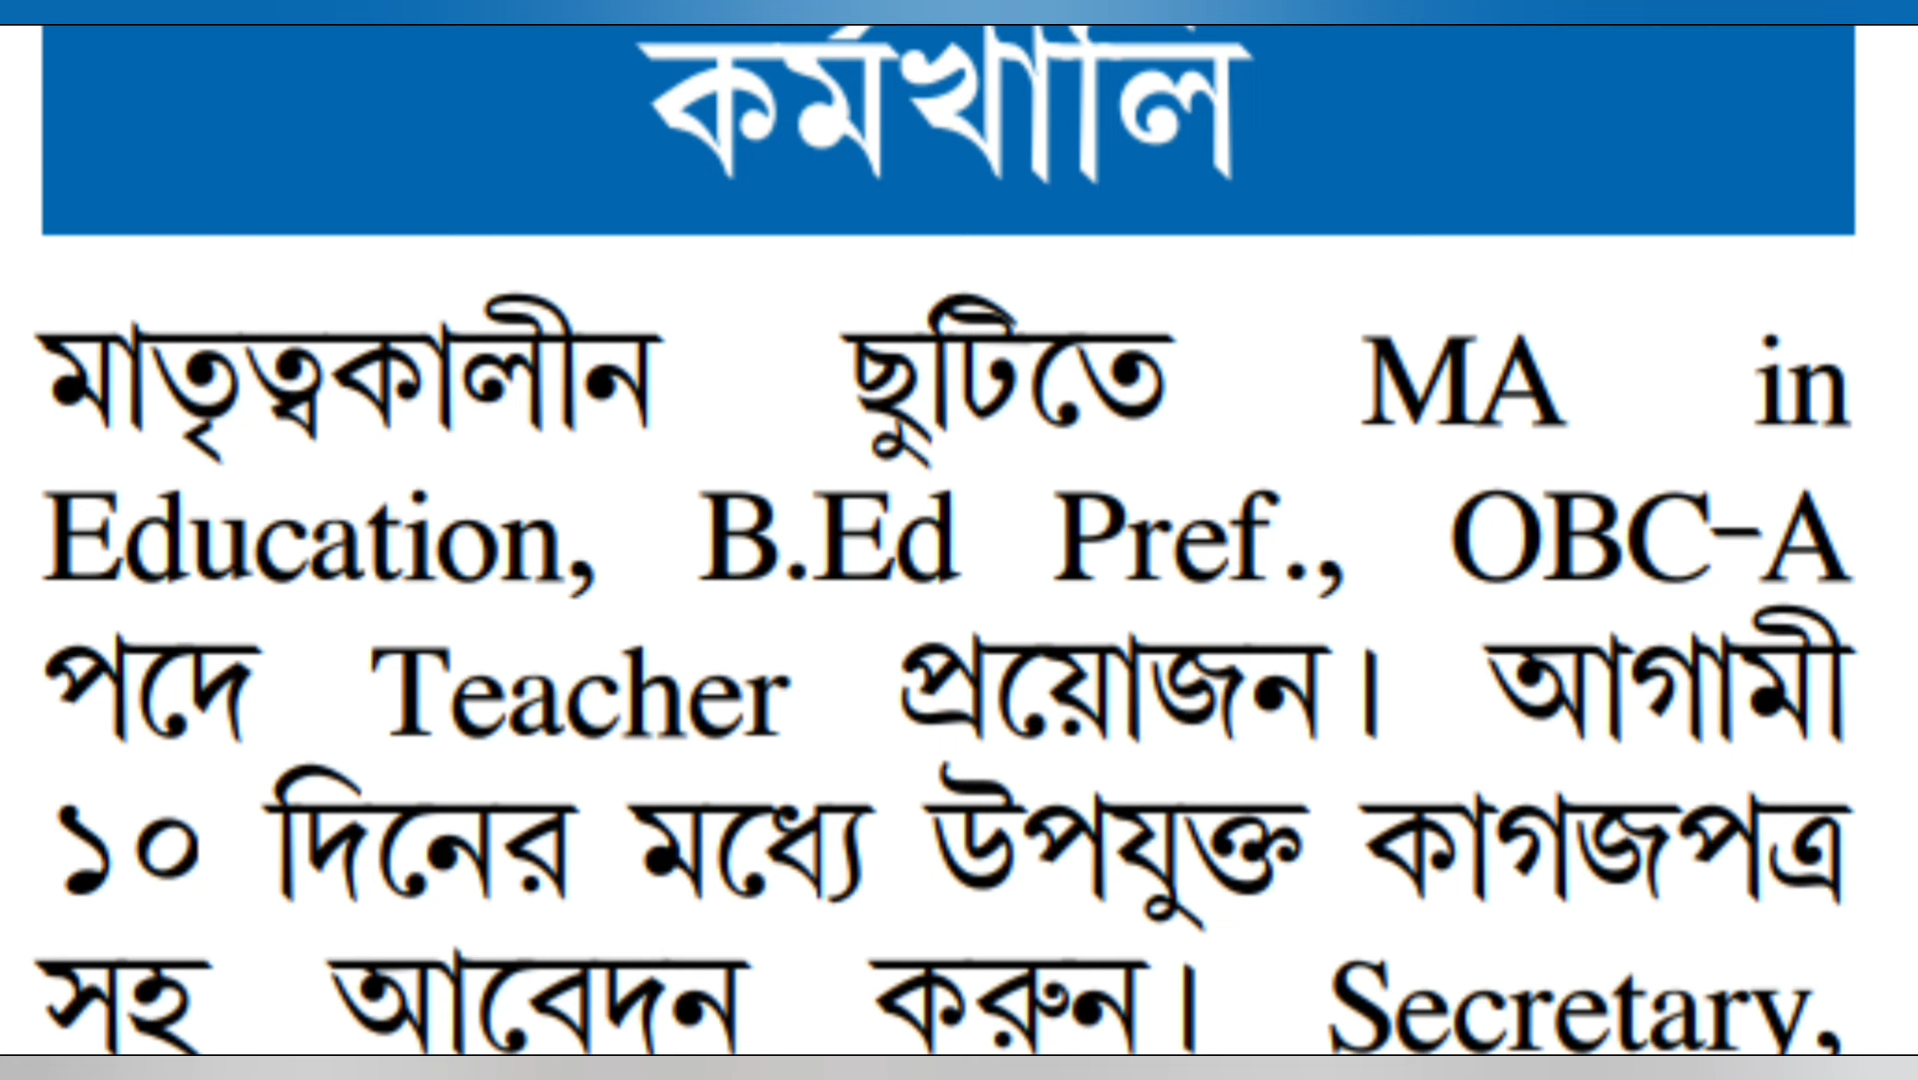 কর্মখালি
মাতৃত্বকালীন ছুটিতে MA in
Education, B.Ed Pref., OBC-A
পদে Teacher প্রয়োজন। আগামী
১০ দিনের মধ্যে উপযুক্ত কাগজপত্র
সহ আবেদন করুন। Secretary,